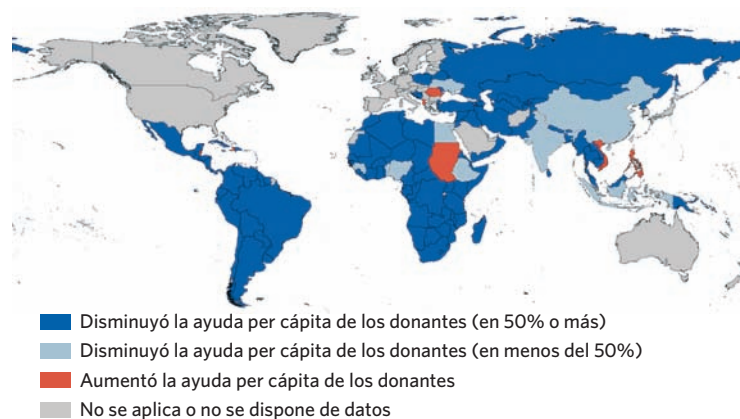 Disminuyó la ayuda per cápita de los donantes (en 50% o más)
Disminuyó la ayuda per cápita de los donantes (en menos del 50%)
Aumentó la ayuda per cápita de los donantes
No se aplica o no se dispone de datos